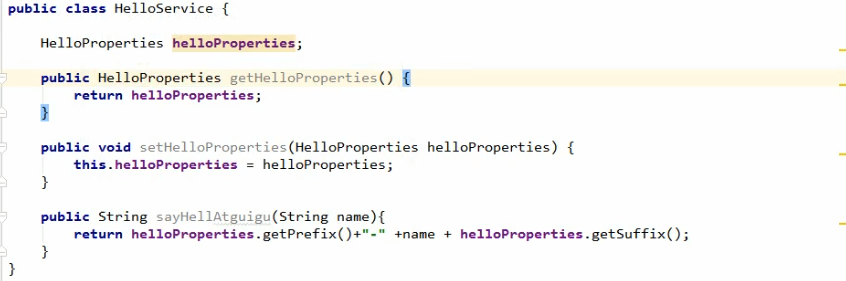 public class HelloService {
HelloProperties helloProperties;
public HelloProperties getHelloProperties() {
return helloProperties;
}
public void setHelloProperties(HelloProperties helloProperties) {
this.helloProperties = helloProperties;
}
public String sayHellAtguigu(String name){
return helloProperties.getPrefix()+"-" +name + helloProperties.getSuffix();
}
}